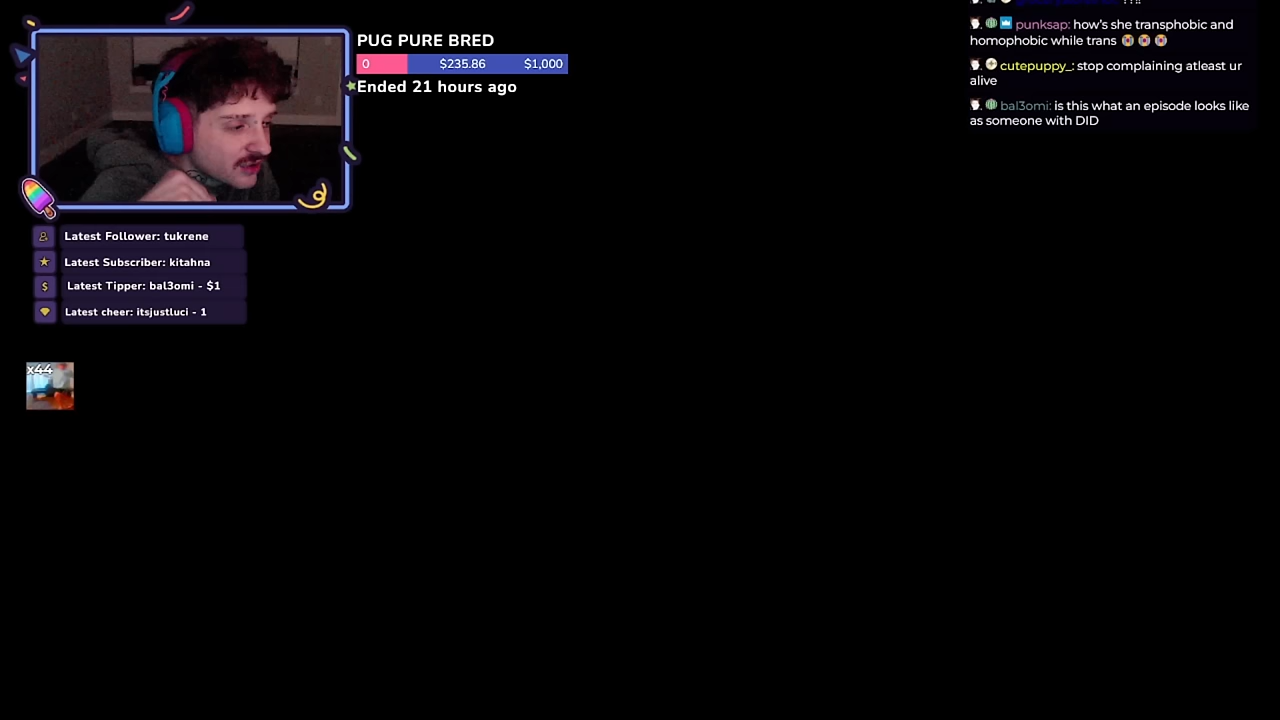 PUG PURE BRED
0 $235.86 $1,000
Ended 21 hours ago
Latest Follower: tukrene
Latest Subscriber: kitahna
Latest Tipper: bal3omi - $1
Latest cheer: itsjustluci - 1
x44
punksap: how's she transphobic and
homophobic while trans
cutepuppy_: stop complaining atleast ur
alive
bal3omi: is this what an episode looks like
as someone with DID